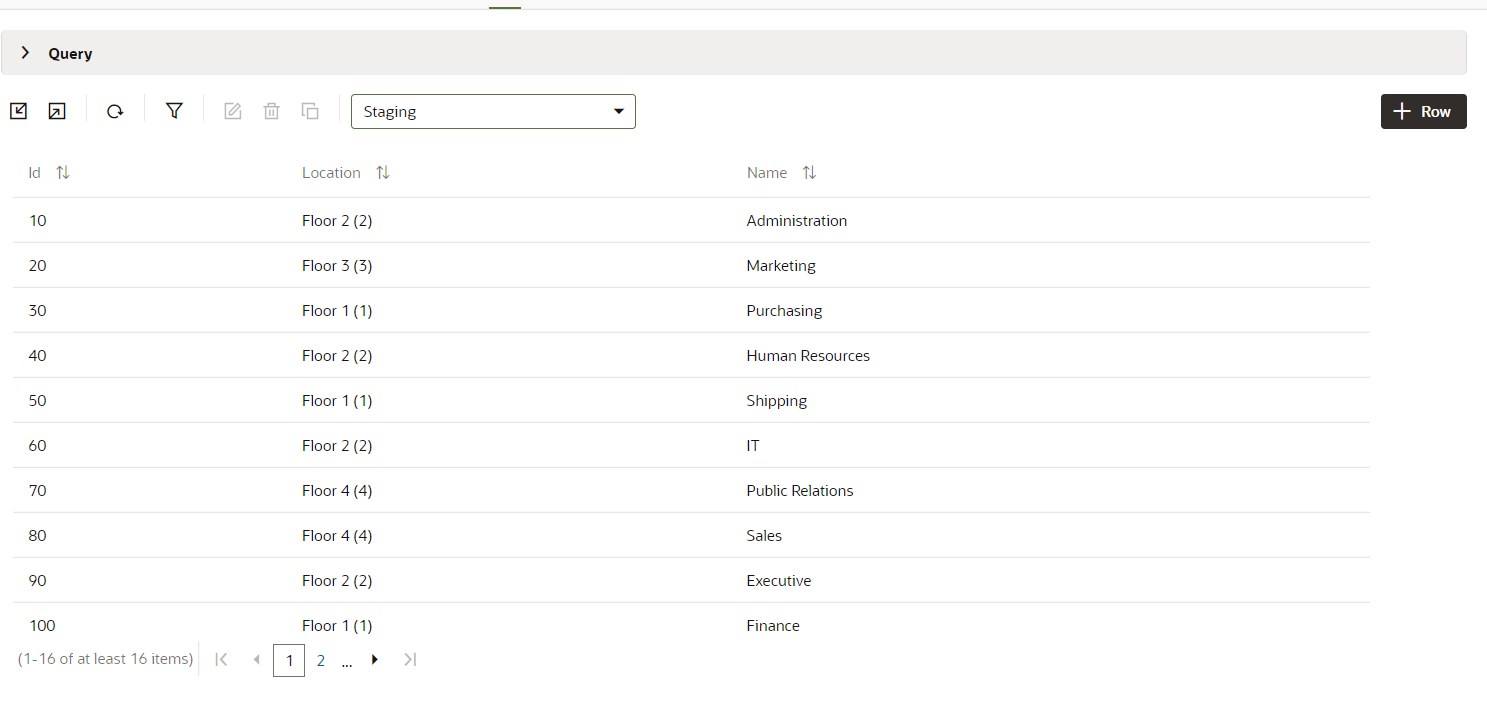 Query
Staging
Row
Id Location Name
10 Floor 2 (2) Administration
20 Floor 3 (3) Marketing
30 Floor 1 (1) Purchasing
40 Floor 2 (2) Human Resources
50 Floor 1 (1) Shipping
60 Floor 2 (2) IT
70 Floor 4 (4) Public Relations
80 Floor 4 (4) Sales
90 Floor 2 (2) Executive
100 Floor 1 (1) Finance
(1-16 of at least 16 items) 1 2 ...